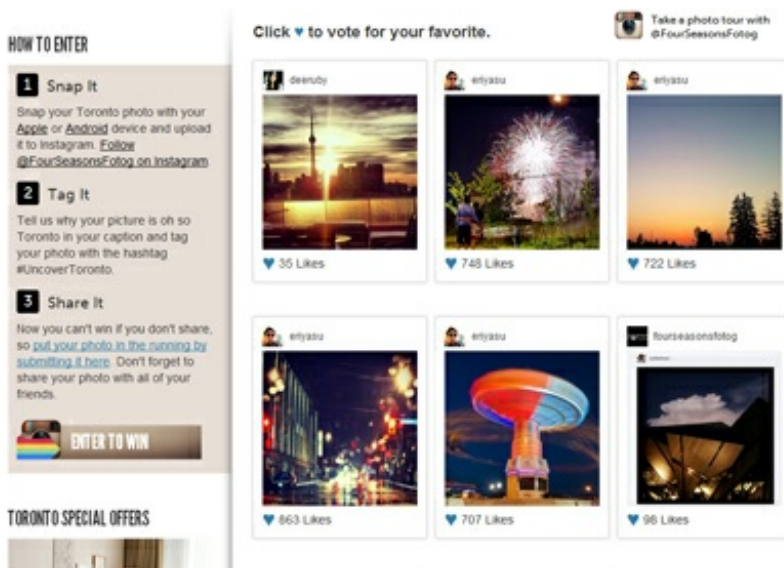 HOW TO ENTER
1 Snap It
Snap your Toronto photo with your
Apple or Android device and upload
it to Instagram. Follow
@FourSeasonsFotog on Instagram.
2 Tag It
Tell us why your picture is oh so
Toronto in your caption and tag
your photo with the hashtag
#UncoverToronto.
3 Share It
Now you can't win if you don't share,
so put your photo in the running by
submitting it here. Don't forget to
share your photo with all of your
friends.
ENTER TO WIN
TORONTO SPECIAL OFFERS
Click ♥ to vote for your favorite.
Take a photo tour with
@FourSeasonsFotog
deeruby
eriyasu
eriyasu
35 Likes
748 Likes
722 Likes
eriyasu
eriyasu
fourseasonsfotog
863 Likes
707 Likes
98 Likes